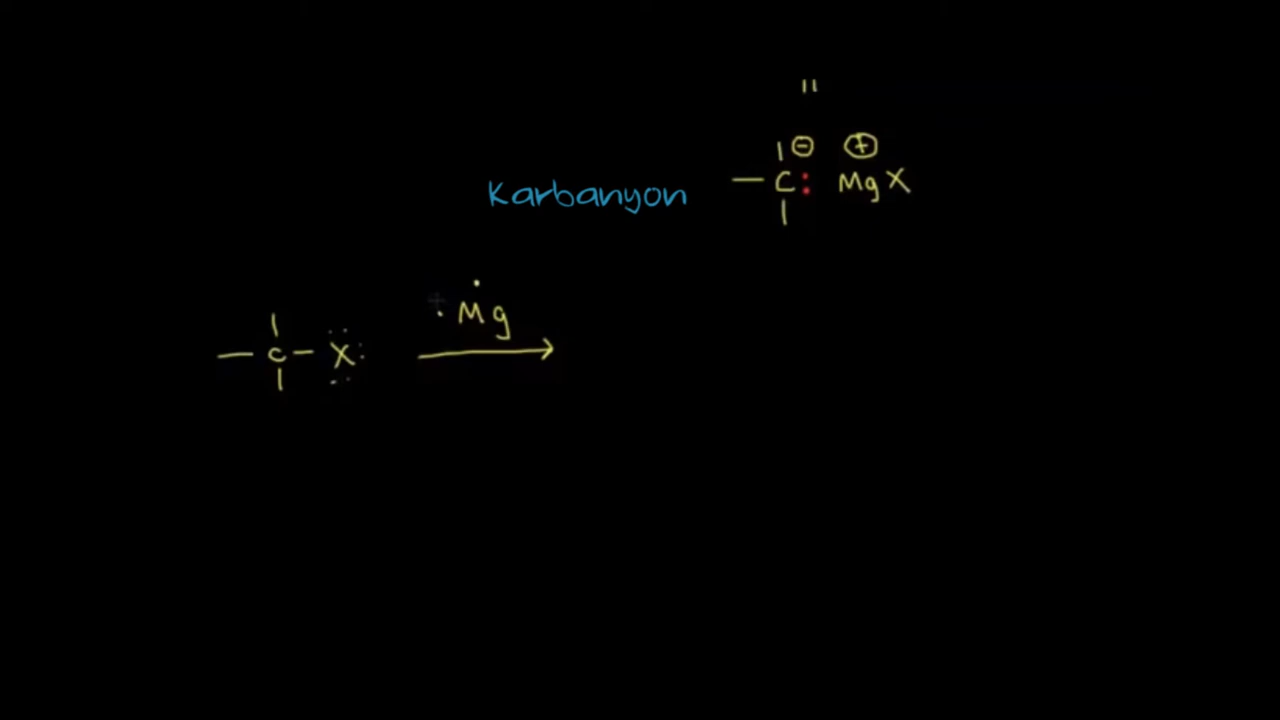 "
⊖ ⊕
Karbanyon — C : MgX
· Mg
— C — X :